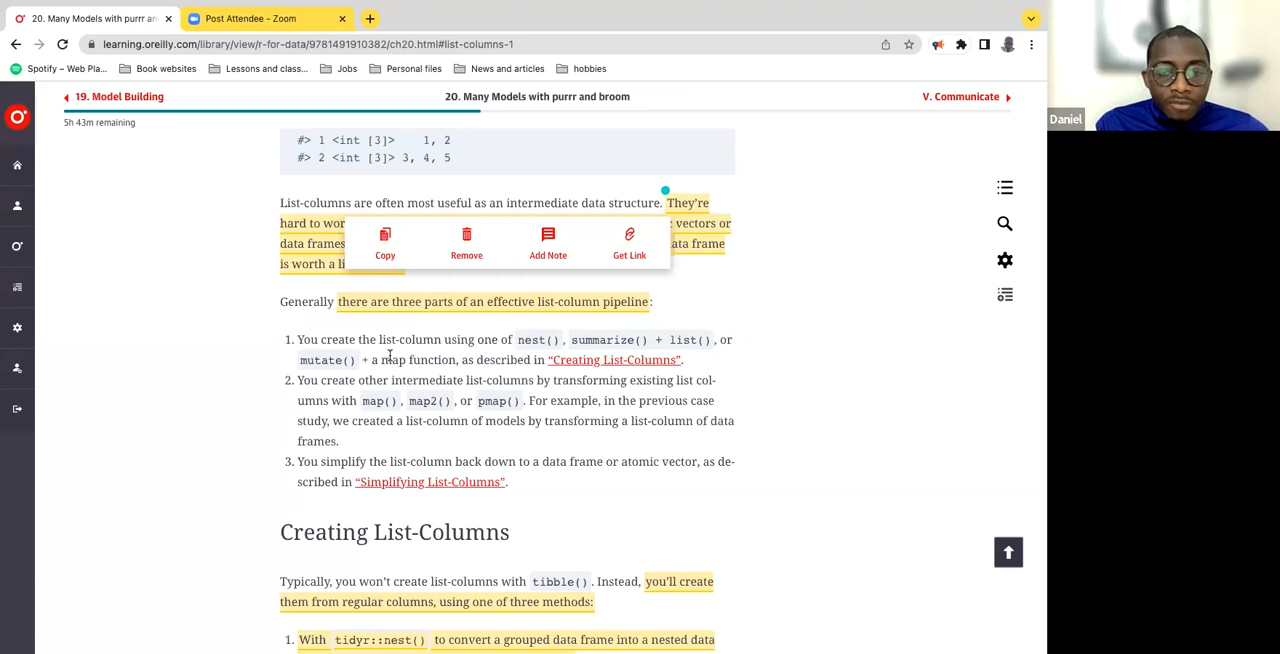 20. Many Models with purrr and
Post Attendee - Zoom
learning.oreilly.com/library/view/r-for-data/9781491910382/ch20.html#list-columns-1
Spotify – Web Pla...
Book websites
Lessons and class...
Jobs
Personal files
News and articles
hobbies
19. Model Building
20. Many Models with purrr and broom
V. Communicate
5h 43m remaining
Daniel
#> 1 <int [3]>     1, 2
#> 2 <int [3]> 3, 4, 5
List-columns are often most useful as an intermediate data structure. They’re
hard to wor vectors or
data frames ata frame
is worth a li
Copy
Remove
Add Note
Get Link
Generally there are three parts of an effective list-column pipeline:
1. You create the list-column using one of nest(), summarize() + list(), or
mutate() + a map function, as described in “Creating List-Columns”.
2. You create other intermediate list-columns by transforming existing list col-
umns with map(), map2(), or pmap(). For example, in the previous case
study, we created a list-column of models by transforming a list-column of data
frames.
3. You simplify the list-column back down to a data frame or atomic vector, as de-
scribed in “Simplifying List-Columns”.
Creating List-Columns
Typically, you won’t create list-columns with tibble(). Instead, you’ll create
them from regular columns, using one of three methods:
1. With tidyr::nest() to convert a grouped data frame into a nested data